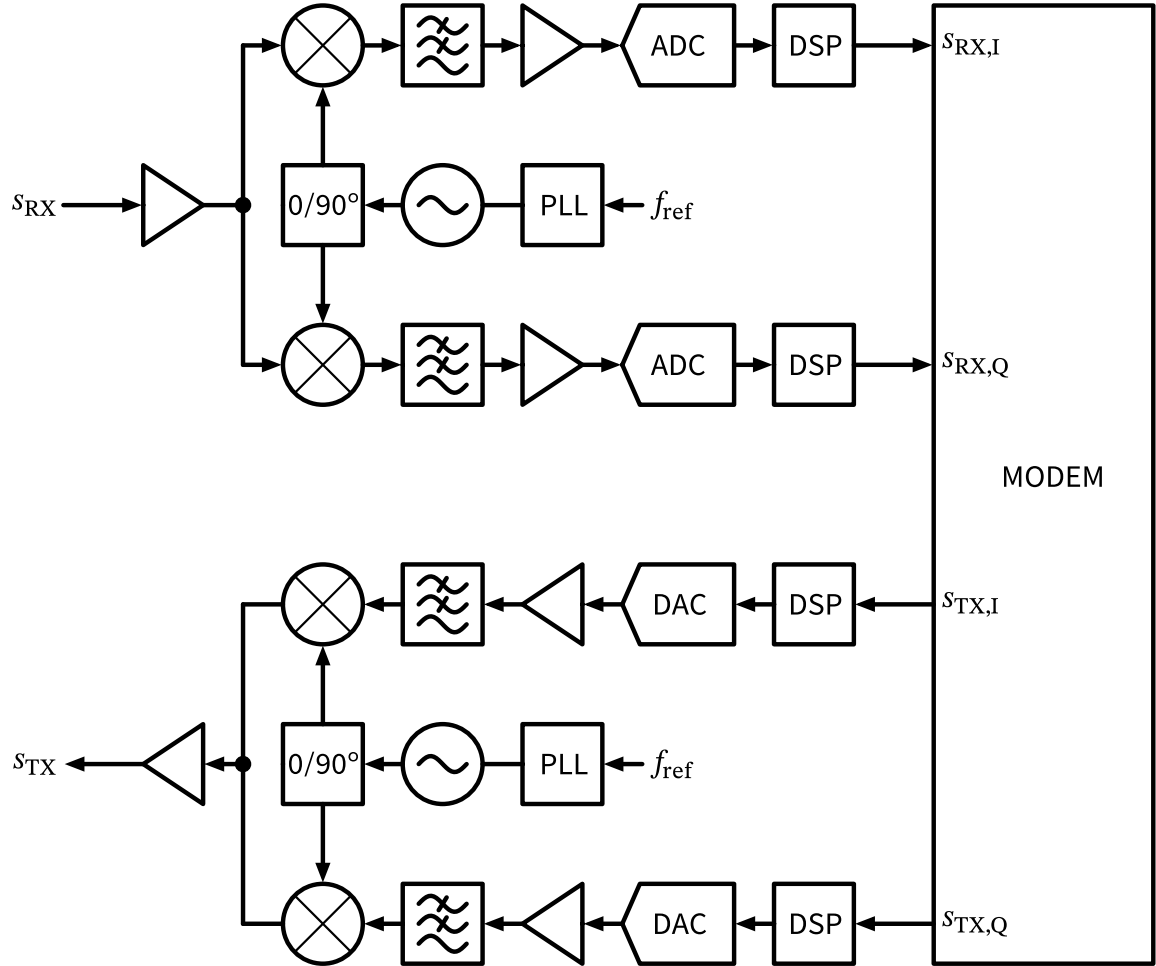 ADC DSP s_RX,I
s_RX 0/90° PLL f_ref
ADC DSP s_RX,Q
MODEM
DAC DSP s_TX,I
s_TX 0/90° PLL f_ref
DAC DSP s_TX,Q